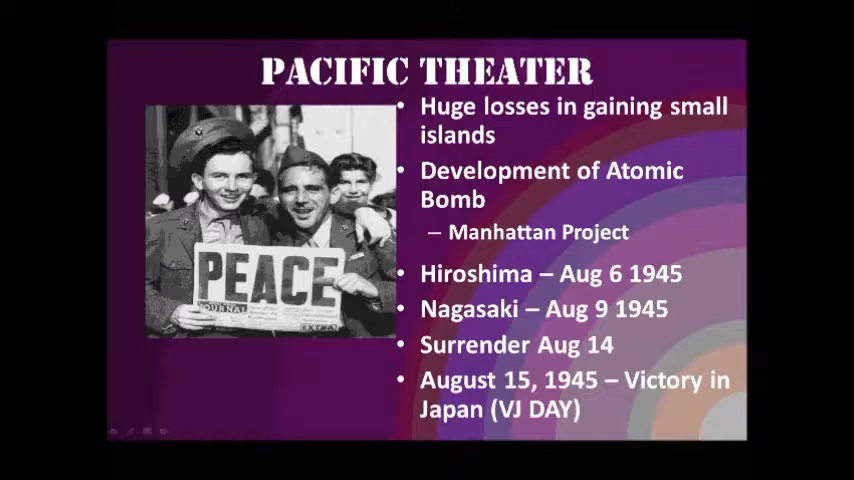 PACIFIC THEATER
• Huge losses in gaining small
islands
• Development of Atomic
Bomb
– Manhattan Project
• Hiroshima – Aug 6 1945
• Nagasaki – Aug 9 1945
• Surrender Aug 14
• August 15, 1945 – Victory in
Japan (VJ DAY)
PEACE
JOURNAL
EXTRA